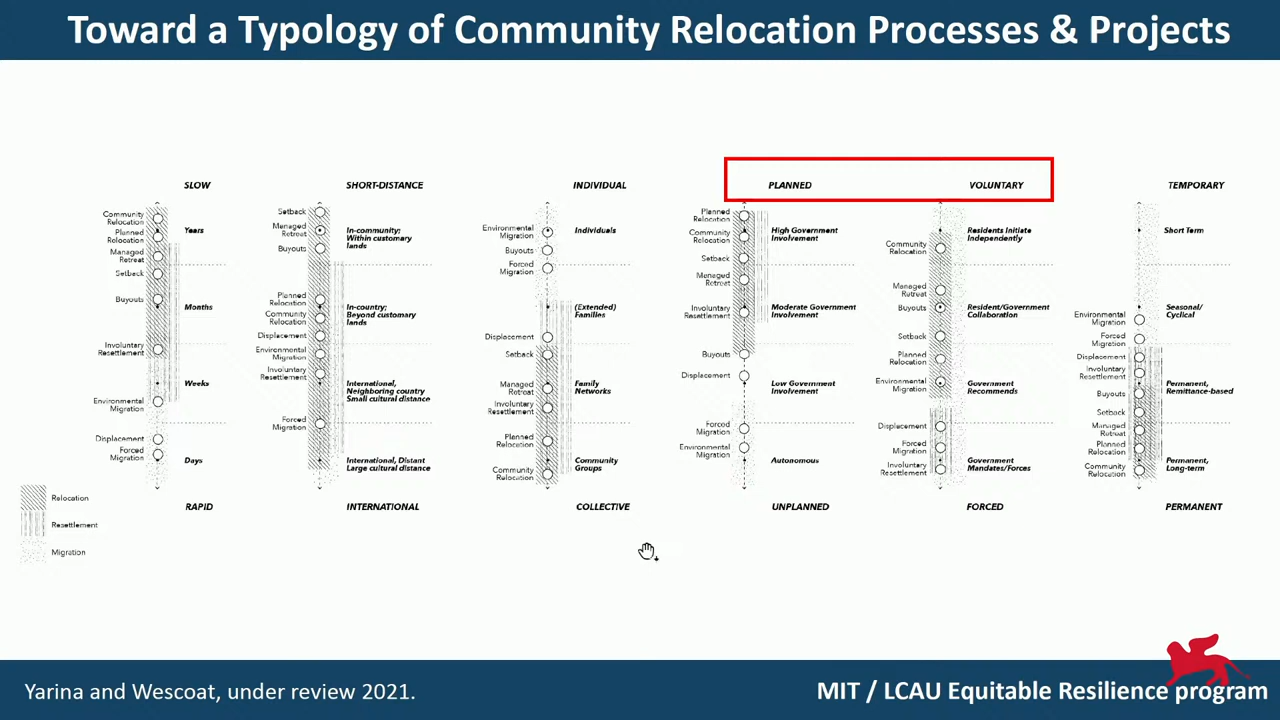 Toward a Typology of Community Relocation Processes & Projects
SLOW
Community
Relocation
Planned
Relocation
Managed
Retreat
Setback
Buyouts
Involuntary
Resettlement
Environmental
Migration
Displacement
Forced
Migration
Years
Months
Weeks
Days
RAPID
SHORT-DISTANCE
Setback
Managed
Retreat
Buyouts
Planned
Relocation
Community
Relocation
Displacement
Environmental
Migration
Involuntary
Resettlement
Forced
Migration
In-community;
Within customary
lands
In-country;
Beyond customary
lands
International,
Neighboring country
Small cultural distance
International, Distant
Large cultural distance
INTERNATIONAL
INDIVIDUAL
Environmental
Migration
Buyouts
Forced
Migration
Displacement
Setback
Managed
Retreat
Involuntary
Resettlement
Planned
Relocation
Community
Relocation
Individuals
(Extended)
Families
Family
Networks
Community
Groups
COLLECTIVE
PLANNED
Planned
Relocation
Community
Relocation
Setback
Managed
Retreat
Involuntary
Resettlement
Buyouts
Displacement
Forced
Migration
Environmental
Migration
High Government
Involvement
Moderate Government
Involvement
Low Government
Involvement
Autonomous
UNPLANNED
VOLUNTARY
Community
Relocation
Managed
Retreat
Buyouts
Setback
Planned
Relocation
Environmental
Migration
Displacement
Forced
Migration
Involuntary
Resettlement
Residents Initiate
Independently
Resident/Government
Collaboration
Government
Recommends
Government
Mandates/Forces
FORCED
TEMPORARY
Environmental
Migration
Forced
Migration
Displacement
Involuntary
Resettlement
Buyouts
Setback
Managed
Retreat
Planned
Relocation
Community
Relocation
Short Term
Seasonal/
Cyclical
Permanent,
Remittance-based
Permanent,
Long-term
PERMANENT
Relocation
Resettlement
Migration
Yarina and Wescoat, under review 2021.
MIT / LCAU Equitable Resilience program